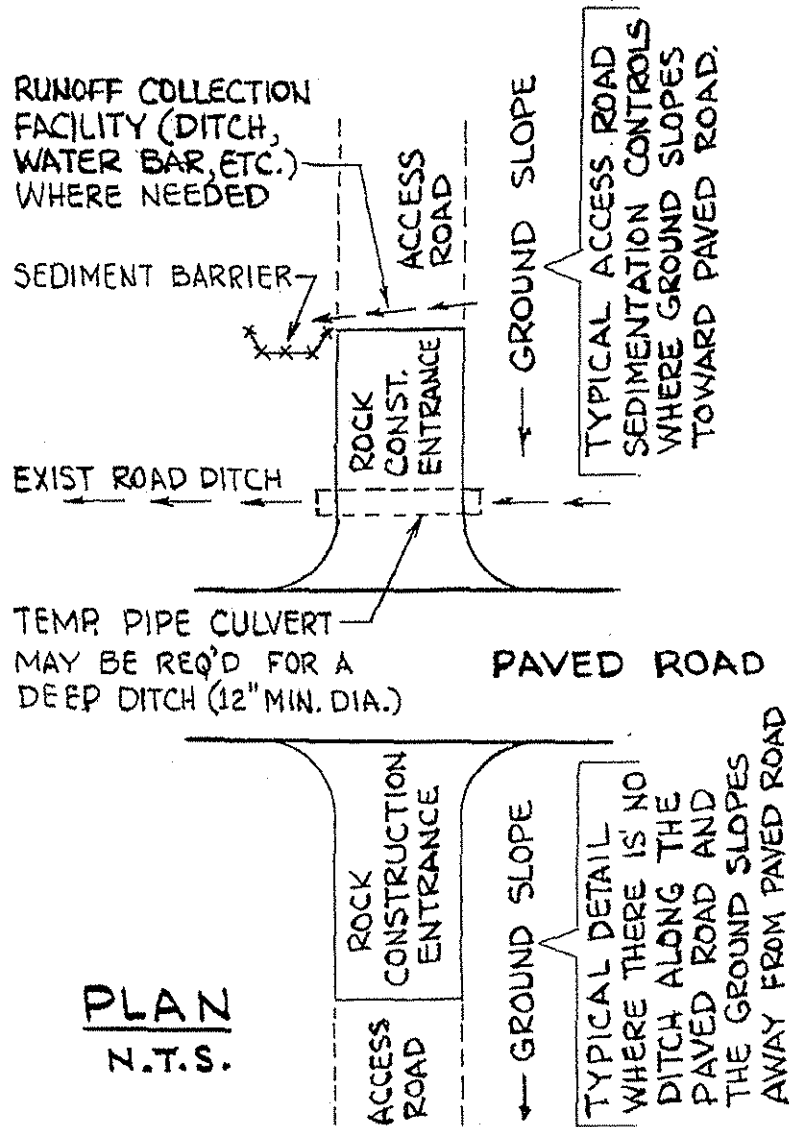 RUNOFF COLLECTION
FACILITY (DITCH,
WATER BAR, ETC.)
WHERE NEEDED
SEDIMENT BARRIER
ACCESS
ROAD
GROUND SLOPE
TYPICAL ACCESS ROAD
SEDIMENTATION CONTROLS
WHERE GROUND SLOPES
TOWARD PAVED ROAD.
ROCK
CONST.
ENTRANCE
EXIST ROAD DITCH
TEMP. PIPE CULVERT
MAY BE REQ'D FOR A
DEEP DITCH (12" MIN. DIA.)
PAVED ROAD
ROCK
CONSTRUCTION
ENTRANCE
GROUND SLOPE
TYPICAL DETAIL
WHERE THERE IS NO
DITCH ALONG THE
PAVED ROAD AND
THE GROUND SLOPES
AWAY FROM PAVED ROAD
PLAN
N.T.S.
ACCESS
ROAD